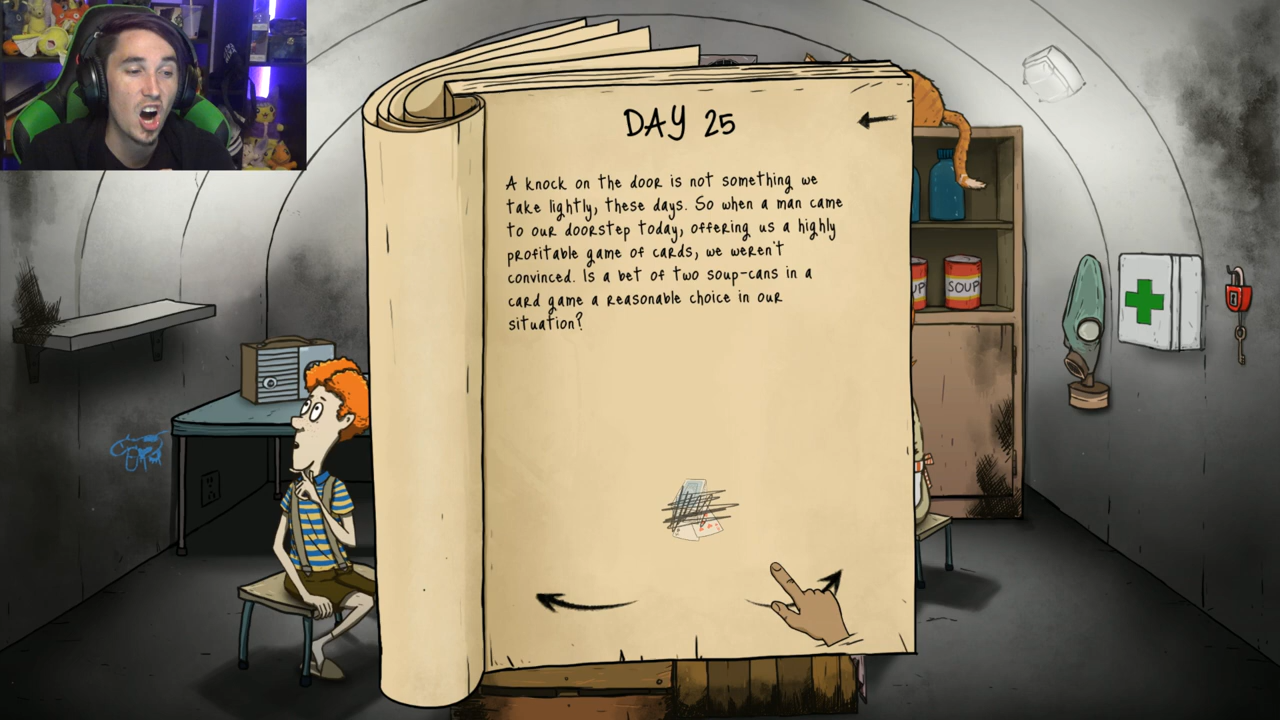 DAY 25
A knock on the door is not something we
take lightly, these days. So when a man came
to our doorstep today, offering us a highly
profitable game of cards, we weren't
convinced. Is a bet of two soup-cans in a
card game a reasonable choice in our
situation?
UP
SOUP